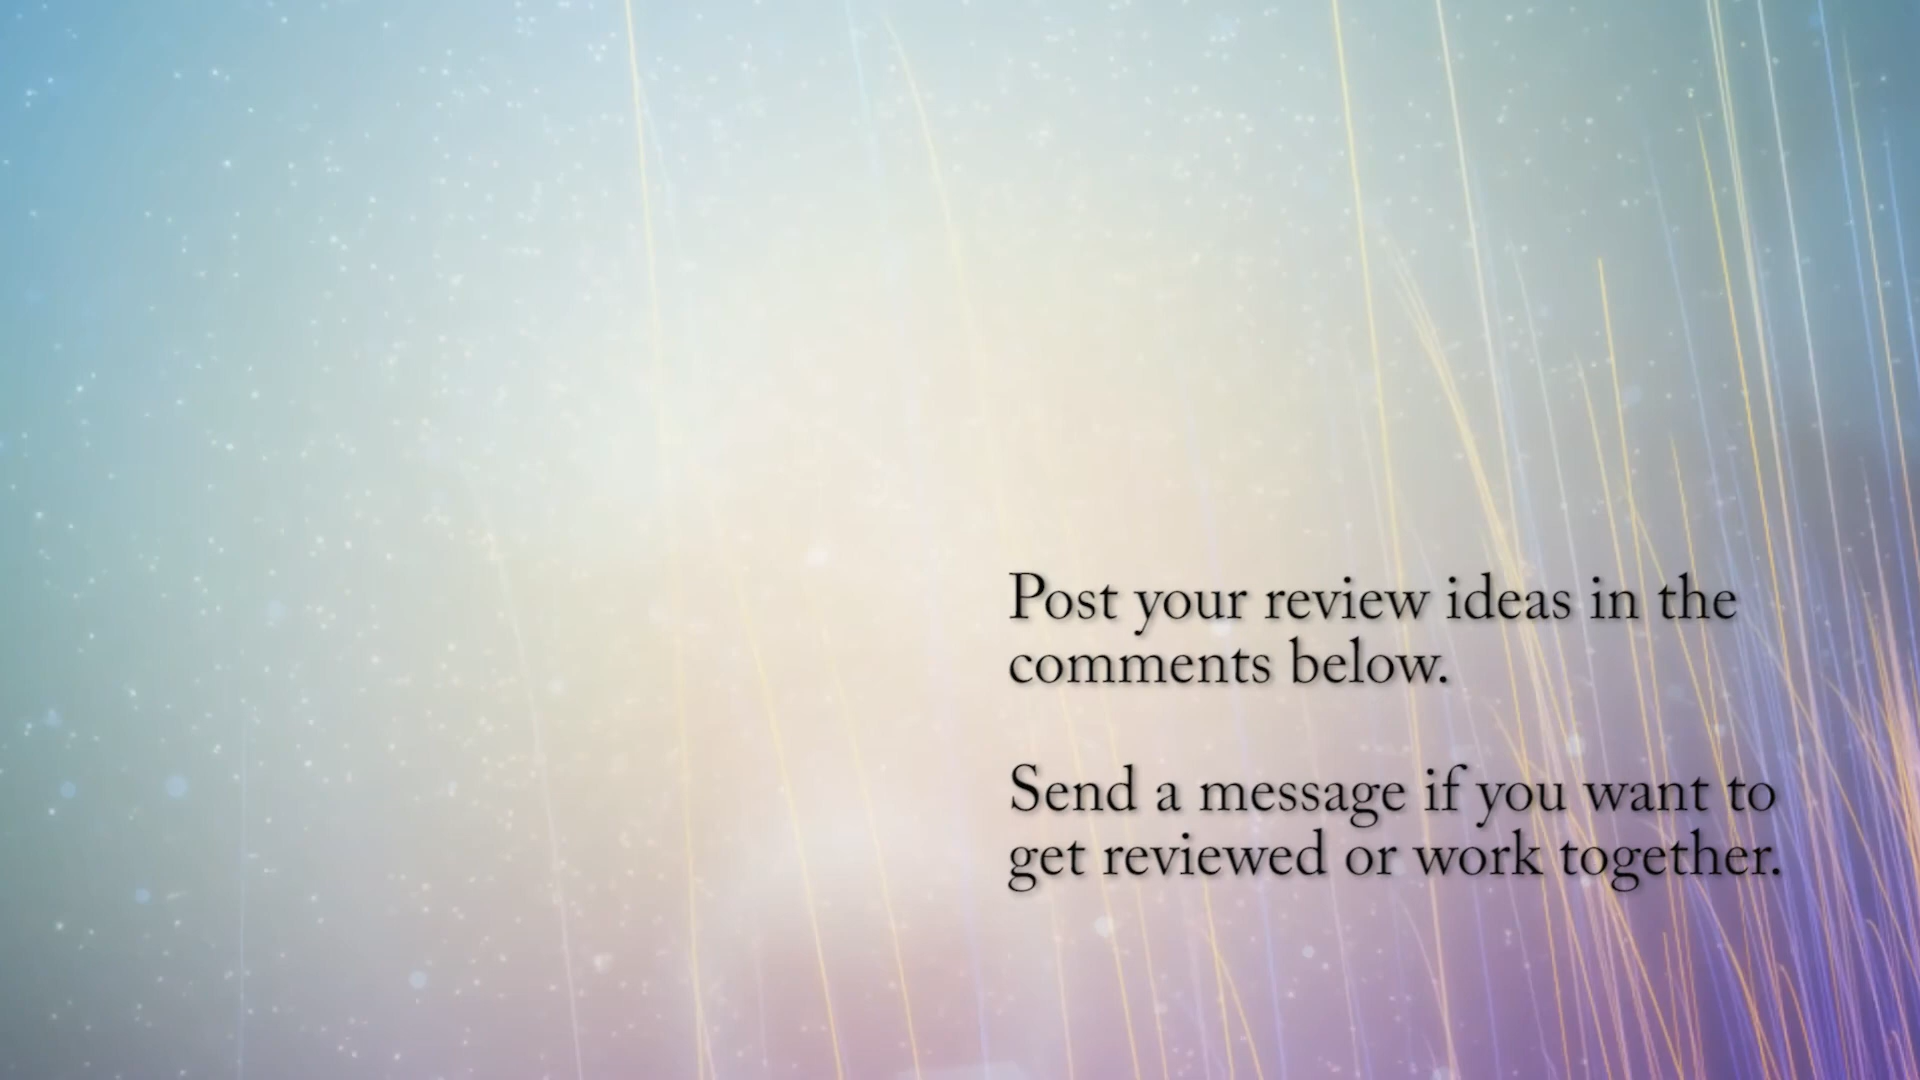 Post your review ideas in the
comments below.
Send a message if you want to
get reviewed or work together.